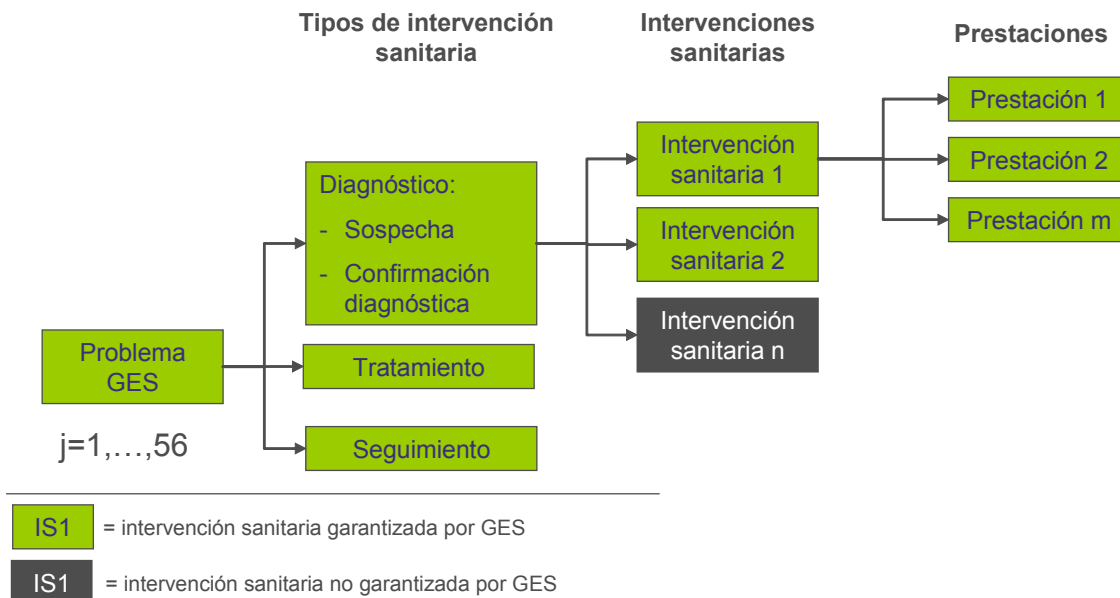 Tipos de intervención
sanitaria
Intervenciones
sanitarias
Prestaciones
Problema
GES
j=1,...,56
Diagnóstico:
- Sospecha
- Confirmación
diagnóstica
Tratamiento
Seguimiento
Intervención
sanitaria 1
Intervención
sanitaria 2
Intervención
sanitaria n
Prestación 1
Prestación 2
Prestación m
IS1 = intervención sanitaria garantizada por GES
IS1 = intervención sanitaria no garantizada por GES